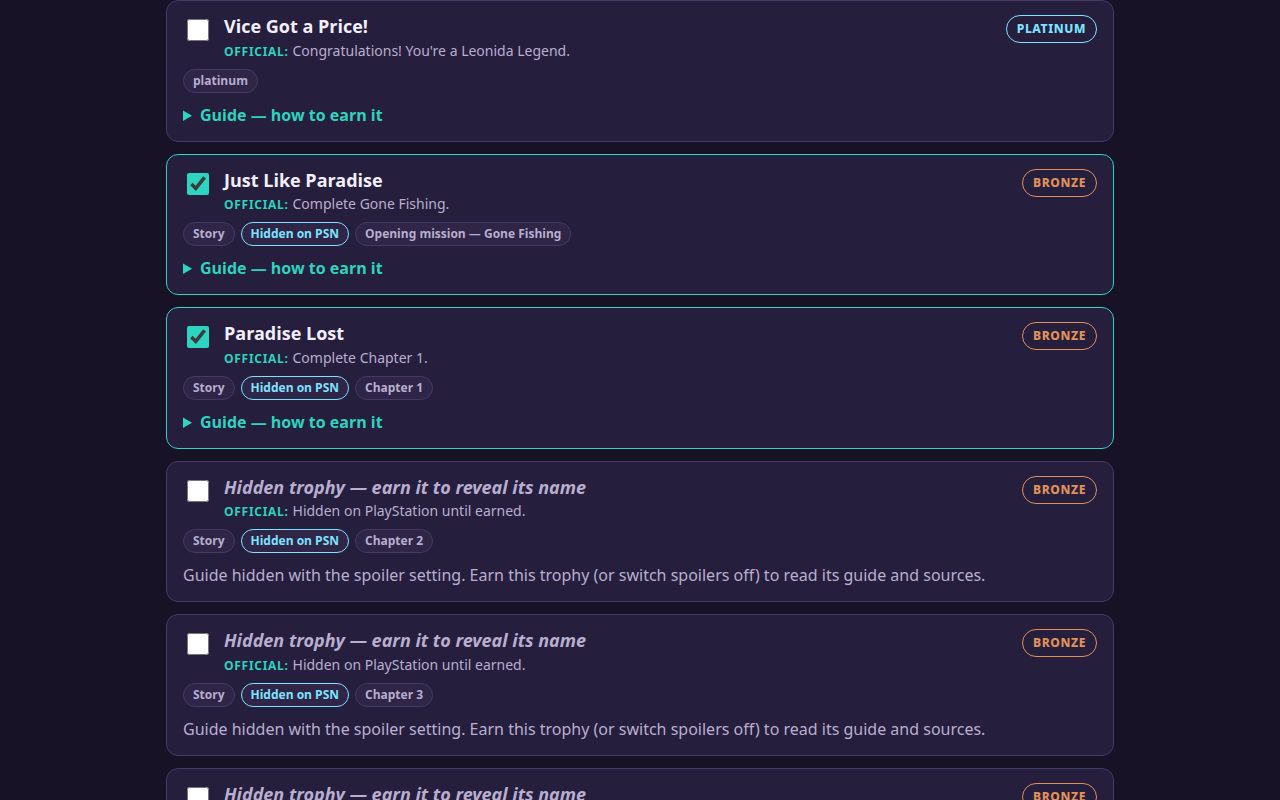 Vice Got a Price!
PLATINUM
OFFICIAL: Congratulations! You're a Leonida Legend.
platinum
Guide — how to earn it
Just Like Paradise
BRONZE
OFFICIAL: Complete Gone Fishing.
Story Hidden on PSN Opening mission — Gone Fishing
Guide — how to earn it
Paradise Lost
BRONZE
OFFICIAL: Complete Chapter 1.
Story Hidden on PSN Chapter 1
Guide — how to earn it
Hidden trophy — earn it to reveal its name
BRONZE
OFFICIAL: Hidden on PlayStation until earned.
Story Hidden on PSN Chapter 2
Guide hidden with the spoiler setting. Earn this trophy (or switch spoilers off) to read its guide and sources.
Hidden trophy — earn it to reveal its name
BRONZE
OFFICIAL: Hidden on PlayStation until earned.
Story Hidden on PSN Chapter 3
Guide hidden with the spoiler setting. Earn this trophy (or switch spoilers off) to read its guide and sources.
Hidden trophy — earn it to reveal its name
BRONZE